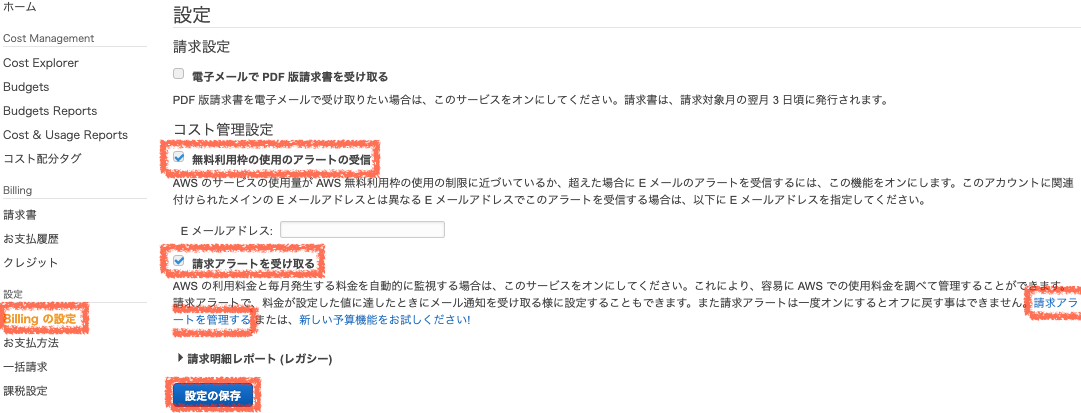 ホーム
Cost Management
Cost Explorer
Budgets
Budgets Reports
Cost & Usage Reports
コスト配分タグ
Billing
請求書
お支払履歴
クレジット
設定
Billing の設定
お支払方法
一括請求
課税設定
設定
請求設定
電子メールで PDF 版請求書を受け取る
PDF 版請求書を電子メールで受け取りたい場合は、このサービスをオンにしてください。請求書は、請求対象月の翌月 3 日頃に発行されます。
コスト管理設定
無料利用枠の使用のアラートの受信
AWS のサービスの使用量が AWS 無料利用枠の使用の制限に近づいているか、超えた場合に E メールのアラートを受信するには、この機能をオンにします。このアカウントに関連
付けられたメインの E メールアドレスとは異なる E メールアドレスでこのアラートを受信する場合は、以下に E メールアドレスを指定してください。
E メールアドレス:
請求アラートを受け取る
AWS の利用料金と毎月発生する料金を自動的に監視する場合は、このサービスをオンにしてください。これにより、容易に AWS での使用料金を調べて管理することができます。
請求アラートで、料金が設定した値に達したときにメール通知を受け取る様に設定することもできます。また請求アラートは一度オンにするとオフに戻す事はできません。請求アラ
ートを管理する または、新しい予算機能をお試しください!
請求明細レポート (レガシー)
設定の保存